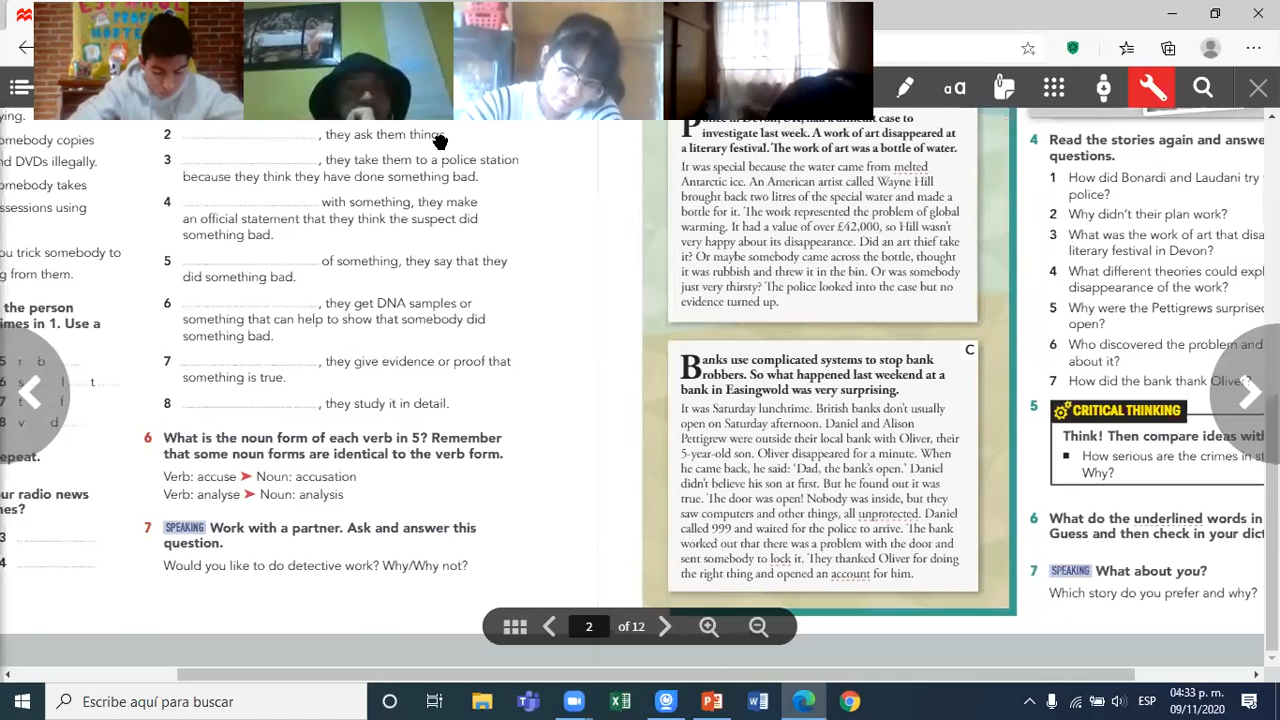 ESPAÑOL
ying.
omebody copies
nd DVDs illegally.
omebody takes
ssessions using
ou trick somebody to
g from them.
the person
imes in 1. Use a
5 r b
6 s l t
7 t f
8 v d
epeat.
ur radio news
nes?
3
4
2 , they ask them things.
3 , they take them to a police station
because they think they have done something bad.
4 with something, they make
an official statement that they think the suspect did
something bad.
5 of something, they say that they
did something bad.
6 , they get DNA samples or
something that can help to show that somebody did
something bad.
7 , they give evidence or proof that
something is true.
8 , they study it in detail.
6 What is the noun form of each verb in 5? Remember
that some noun forms are identical to the verb form.
Verb: accuse ➤ Noun: accusation
Verb: analyse ➤ Noun: analysis
7 SPEAKING Work with a partner. Ask and answer this
question.
Would you like to do detective work? Why/Why not?
Police in Devon, UK, had a difficult case to
investigate last week. A work of art disappeared at
a literary festival. The work of art was a bottle of water.
It was special because the water came from melted
Antarctic ice. An American artist called Wayne Hill
brought back two litres of the special water and made a
bottle for it. The work represented the problem of global
warming. It had a value of over £42,000, so Hill wasn't
very happy about its disappearance. Did an art thief take
it? Or maybe somebody came across the bottle, thought
it was rubbish and threw it in the bin. Or was somebody
just very thirsty? The police looked into the case but no
evidence turned up.
C
Banks use complicated systems to stop bank
robbers. So what happened last weekend at a
bank in Easingwold was very surprising.
It was Saturday lunchtime. British banks don't usually
open on Saturday afternoon. Daniel and Alison
Pettigrew were outside their local bank with Oliver, their
5-year-old son. Oliver disappeared for a minute. When
he came back, he said: 'Dad, the bank's open.' Daniel
didn't believe his son at first. But he found out it was
true. The door was open! Nobody was inside, but they
saw computers and other things, all unprotected. Daniel
called 999 and waited for the police to arrive. The bank
worked out that there was a problem with the door and
sent somebody to lock it. They thanked Oliver for doing
the right thing and opened an account for him.
4 Read the stories again and answe
questions.
1 How did Bonardi and Laudani try
police?
2 Why didn't their plan work?
3 What was the work of art that disa
literary festival in Devon?
4 What different theories could expl
disappearance of the work?
5 Why were the Pettigrews surprise
open?
6 Who discovered the problem and
about it?
7 How did the bank thank Oliver?
5 CRITICAL THINKING
Think! Then compare ideas with
■ How serious are the crimes in st
Why?
6 What do the underlined words in
Guess and then check in your dict
7 SPEAKING What about you?
Which story do you prefer and why?
2 of 12
Escribe aquí para buscar
ESP
04:33 p. m.
09/11/2020